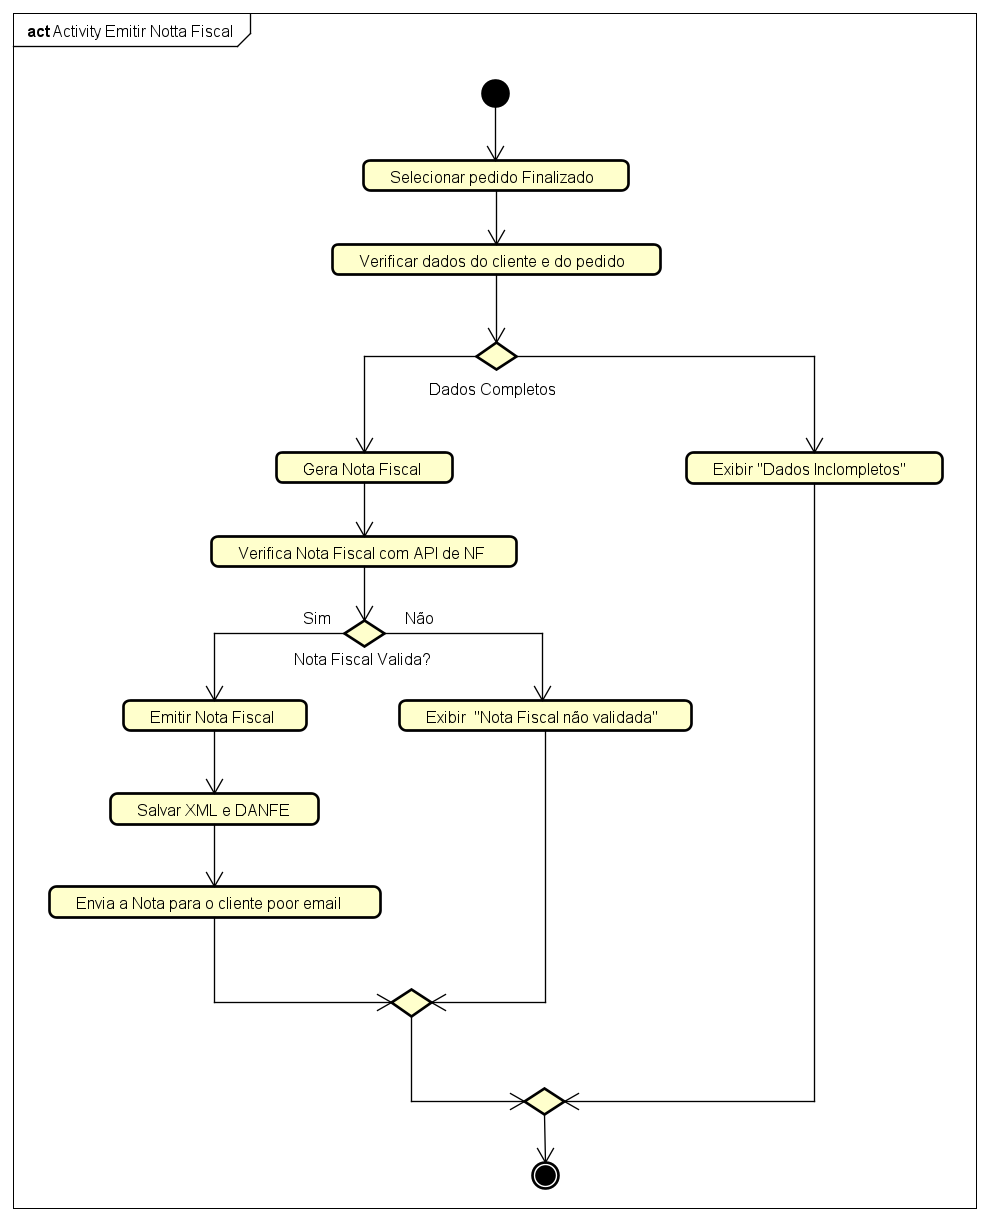 act Activity Emitir Notta Fiscal
Selecionar pedido Finalizado
Verificar dados do cliente e do pedido
Dados Completos
Gera Nota Fiscal
Exibir "Dados Inclompletos"
Verifica Nota Fiscal com API de NF
Sim
Não
Nota Fiscal Valida?
Emitir Nota Fiscal
Exibir "Nota Fiscal não validada"
Salvar XML e DANFE
Envia a Nota para o cliente poor email